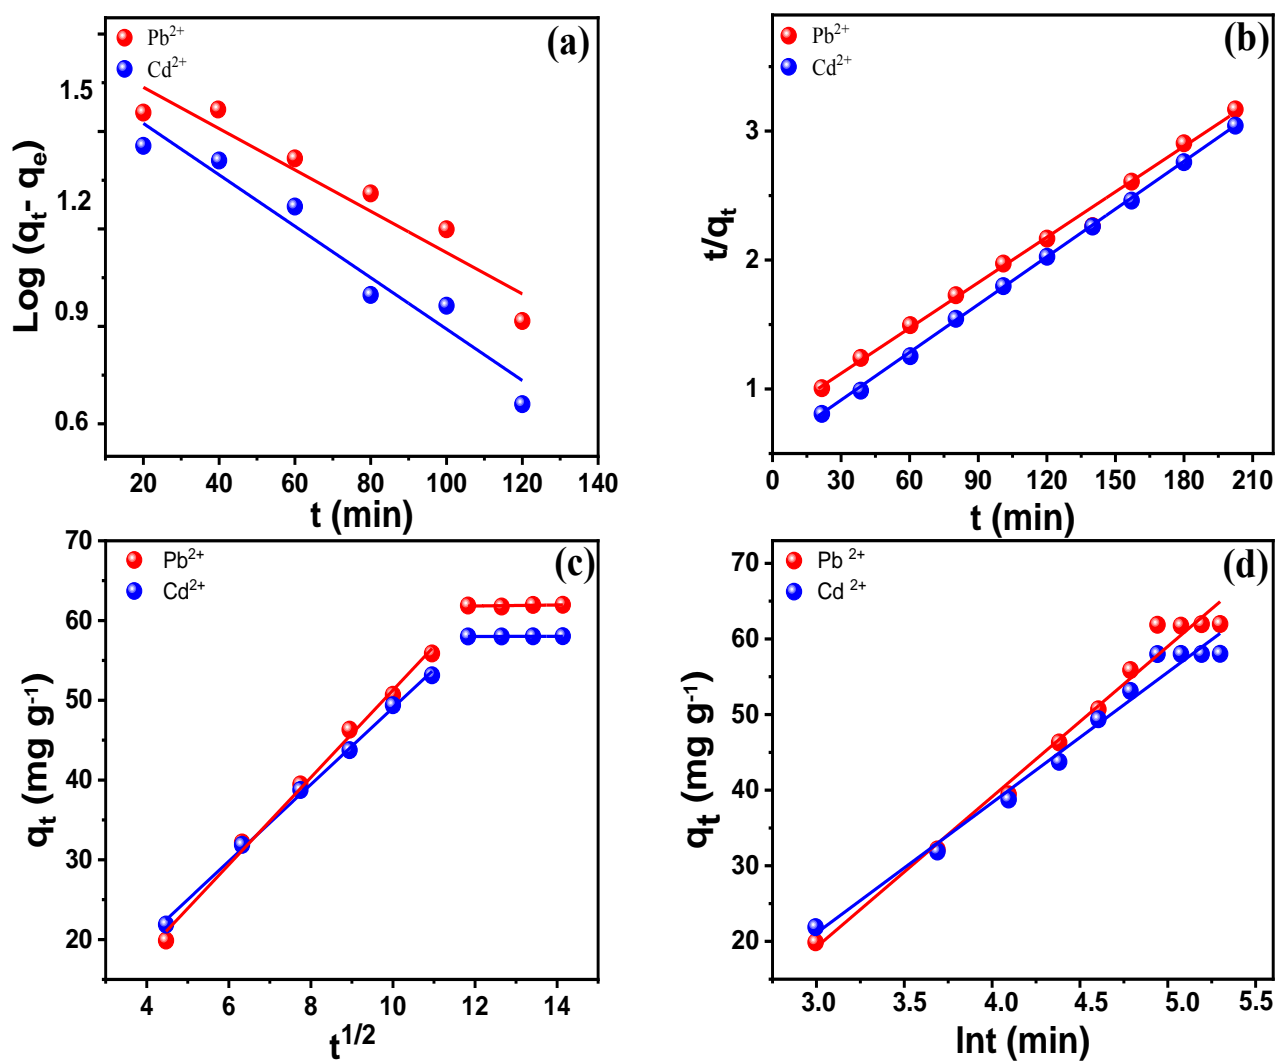 (a)
Pb²⁺
Cd²⁺
Log (qₜ- qₑ)
1.5
1.2
0.9
0.6
20 40 60 80 100 120 140
t (min)
(b)
Pb²⁺
Cd²⁺
t/qₜ
3
2
1
0 30 60 90 120 150 180 210
t (min)
(c)
Pb²⁺
Cd²⁺
qₜ (mg g⁻¹)
70
60
50
40
30
20
4 6 8 10 12 14
t¹/²
(d)
Pb ²⁺
Cd ²⁺
qₜ (mg g⁻¹)
70
60
50
40
30
20
3.0 3.5 4.0 4.5 5.0 5.5
lnt (min)